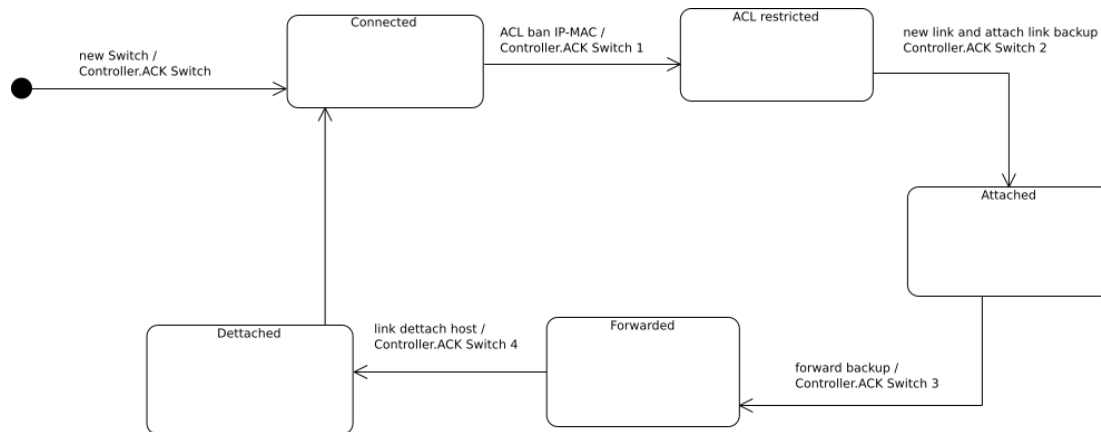 Connected
ACL restricted
new Switch /
Controller.ACK Switch
ACL ban IP-MAC /
Controller.ACK Switch 1
new link and attach link backup
Controller.ACK Switch 2
Attached
Dettached
link dettach host /
Controller.ACK Switch 4
Forwarded
forward backup /
Controller.ACK Switch 3